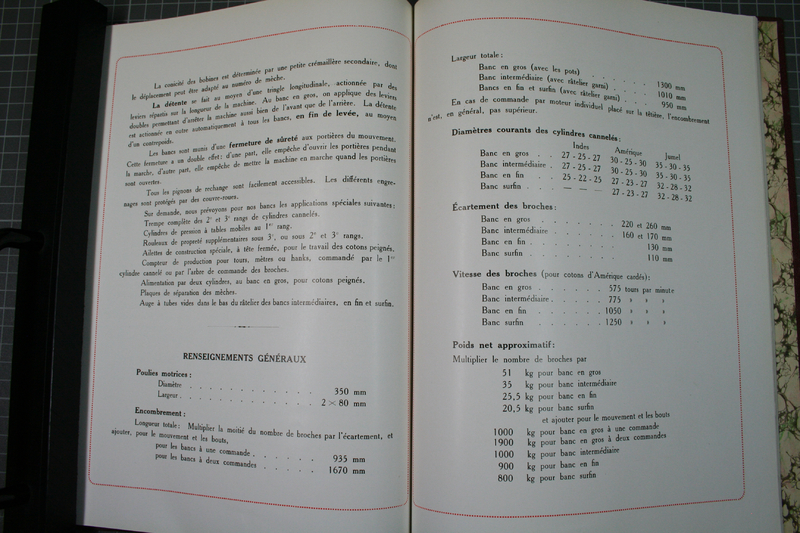 La conicité des bobines est déterminée par une petite crémaillère secondaire, dont
le déplacement peut être adapté au numéro de mèche.
La détente se fait au moyen d'une tringle longitudinale, actionnée par des
leviers répartis sur la longueur de la machine. Au banc en gros, on applique des leviers
doubles permettant d'arrêter la machine aussi bien de l'avant que de l'arrière. La détente
est actionnée en outre automatiquement à tous les bancs, en fin de levée, au moyen
d'un contrepoids.
Les bancs sont munis d'une fermeture de sûreté aux portières du mouvement.
Cette fermeture a un double effet : d'une part, elle empêche d'ouvrir les portières pendant
la marche, d'autre part, elle empêche de mettre la machine en marche quand les portières
sont ouvertes.
Tous les pignons de rechange sont facilement accessibles. Les différents engre-
nages sont protégés par des couvre-roues.
Sur demande, nous prévoyons pour nos bancs les applications spéciales suivantes :
Trempe complète des 2e et 3e rangs de cylindres cannelés.
Cylindres de pression à tables mobiles au 1er rang.
Rouleaux de propreté supplémentaires sous 3e, ou sous 2e et 3e rangs.
Ailettes de construction spéciale, à tête fermée, pour le travail des cotons peignés.
Compteur de production pour tours, mètres ou hanks, commandé par le 1er
cylindre cannelé ou par l'arbre de commande des broches.
Alimentation par deux cylindres, au banc en gros, pour cotons peignés.
Plaques de séparation des mèches.
Auge à tubes vides dans le bas du râtelier des bancs intermédiaires, en fin et surfin.
RENSEIGNEMENTS GÉNÉRAUX
Poulies motrices :
Diamètre . . . . . . . . . . . . 350 mm
Largeur . . . . . . . . . . . . 2 × 80 mm
Encombrement :
Longueur totale : Multiplier la moitié du nombre de broches par l'écartement, et
ajouter, pour le mouvement et les bouts,
pour les bancs à une commande . . . . . . 935 mm
pour les bancs à deux commandes . . . . . . 1670 mm
Largeur totale :
Banc en gros (avec les pots) . . . . . . 1300 mm
Banc intermédiaire (avec râtelier garni) . . . . 1010 mm
Bancs en fin et surfin (avec râtelier garni) . . . . 950 mm
En cas de commande par moteur individuel placé sur la têtière, l'encombrement
n'est, en général, pas supérieur.
Diamètres courants des cylindres cannelés :
Indes Amérique Jumel
Banc en gros . . 27 - 25 - 27 30 - 25 - 30 35 - 30 - 35
Banc intermédiaire . 27 - 25 - 27 30 - 25 - 30 35 - 30 - 35
Banc en fin . . 25 - 22 - 25 27 - 23 - 27 32 - 28 - 32
Banc surfin . . . — — — 27 - 23 - 27 32 - 28 - 32
Écartement des broches :
Banc en gros . . . . . . . 220 et 260 mm
Banc intermédiaire . . . . . . 160 et 170 mm
Banc en fin . . . . . . . . 130 mm
Banc surfin . . . . . . . . 110 mm
Vitesse des broches (pour cotons d'Amérique cardés) :
Banc en gros . . . . . . 575 tours par minute
Banc intermédiaire . . . . . 775 » » »
Banc en fin . . . . . . 1050 » » »
Banc surfin . . . . . . 1250 » » »
Poids net approximatif :
Multiplier le nombre de broches par
51 kg pour banc en gros
35 kg pour banc intermédiaire
25,5 kg pour banc en fin
20,5 kg pour banc surfin
et ajouter pour le mouvement et les bouts
1000 kg pour banc en gros à une commande
1900 kg pour banc en gros à deux commandes
1000 kg pour banc intermédiaire
900 kg pour banc en fin
800 kg pour banc surfin